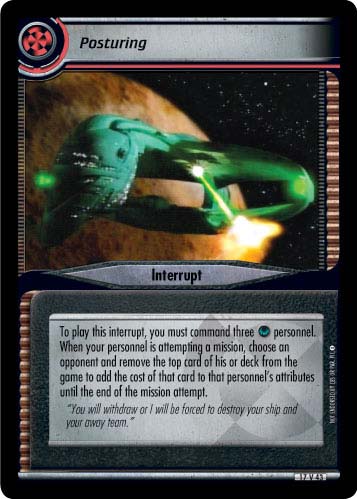 Posturing
Interrupt
To play this interrupt, you must command three personnel.
When your personnel is attempting a mission, choose an
opponent and remove the top card of his or deck from the
game to add the cost of that card to that personnel's attributes
until the end of the mission attempt.
"You will withdraw or I will be forced to destroy your ship and
your away team."
17 V 43